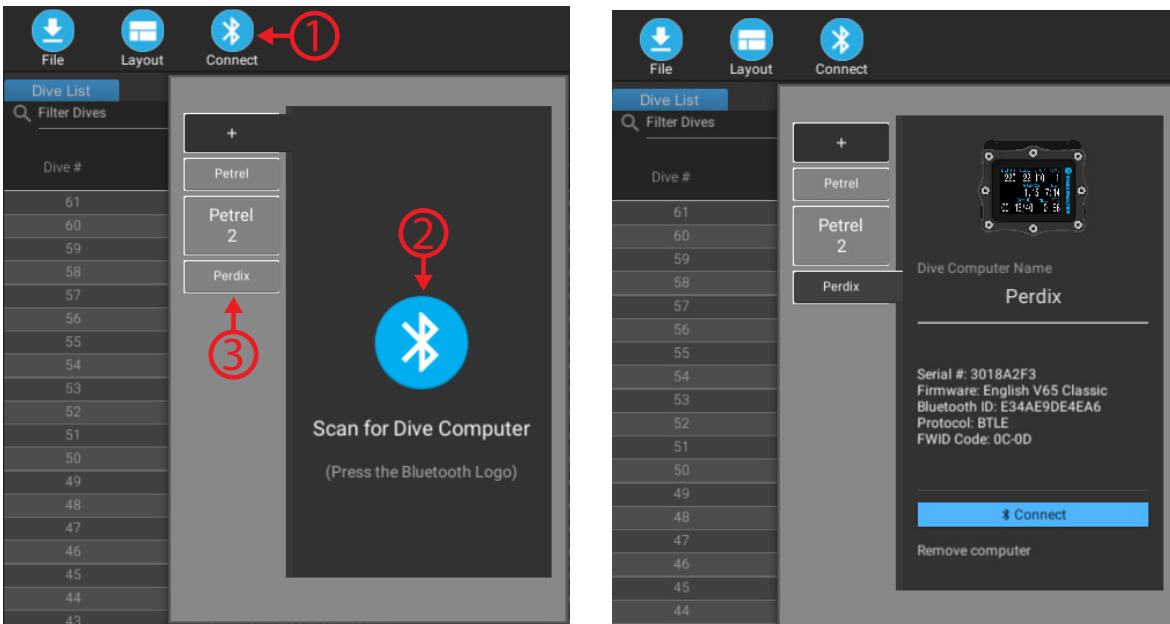 File Layout Connect
1
Dive List
Filter Dives
Dive #
61
60
59
58
57
56
55
54
53
52
51
50
49
48
47
46
45
44
43
+
Petrel
Petrel
2
Perdix
3
2
Scan for Dive Computer
(Press the Bluetooth Logo)
File Layout Connect
Dive List
Filter Dives
Dive #
61
60
59
58
57
56
55
54
53
52
51
50
49
48
47
46
45
44
+
Petrel
Petrel
2
Perdix
Dive Computer Name
Perdix
Serial #: 3018A2F3
Firmware: English V65 Classic
Bluetooth ID: E34AE9DE4EA6
Protocol: BTLE
FWID Code: 0C-0D
Connect
Remove computer